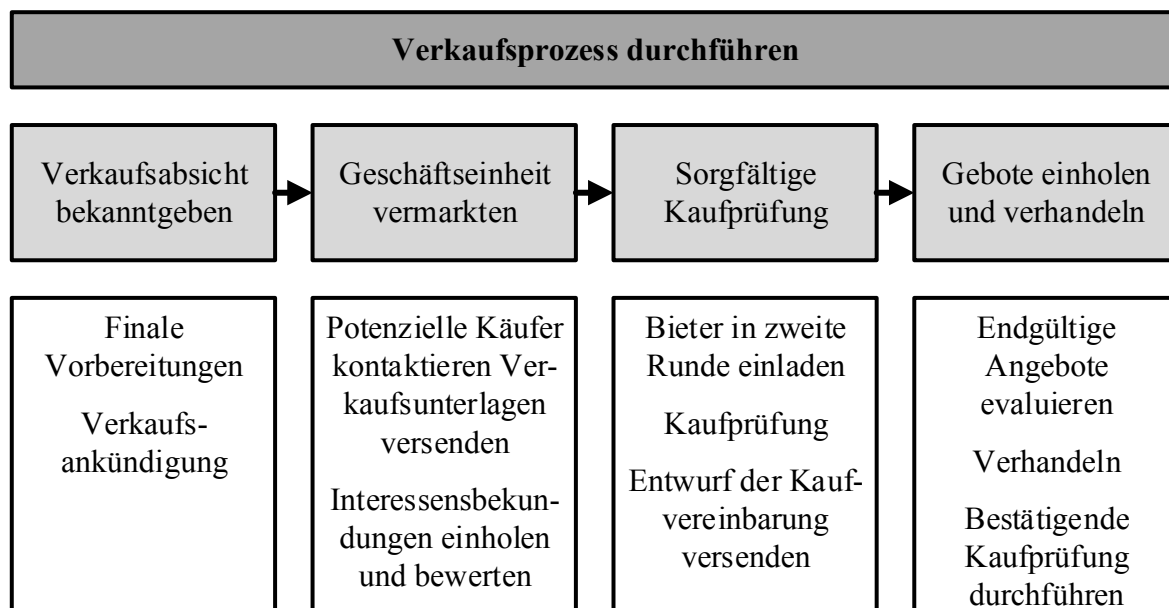 Verkaufsprozess durchführen
Verkaufsabsicht
bekanntgeben
Geschäftseinheit
vermarkten
Sorgfältige
Kaufprüfung
Gebote einholen
und verhandeln
Finale
Vorbereitungen
Verkaufs-
ankündigung
Potenzielle Käufer
kontaktieren Ver-
kaufsunterlagen
versenden
Interessensbekun-
dungen einholen
und bewerten
Bieter in zweite
Runde einladen
Kaufprüfung
Entwurf der Kauf-
vereinbarung
versenden
Endgültige
Angebote
evaluieren
Verhandeln
Bestätigende
Kaufprüfung
durchführen